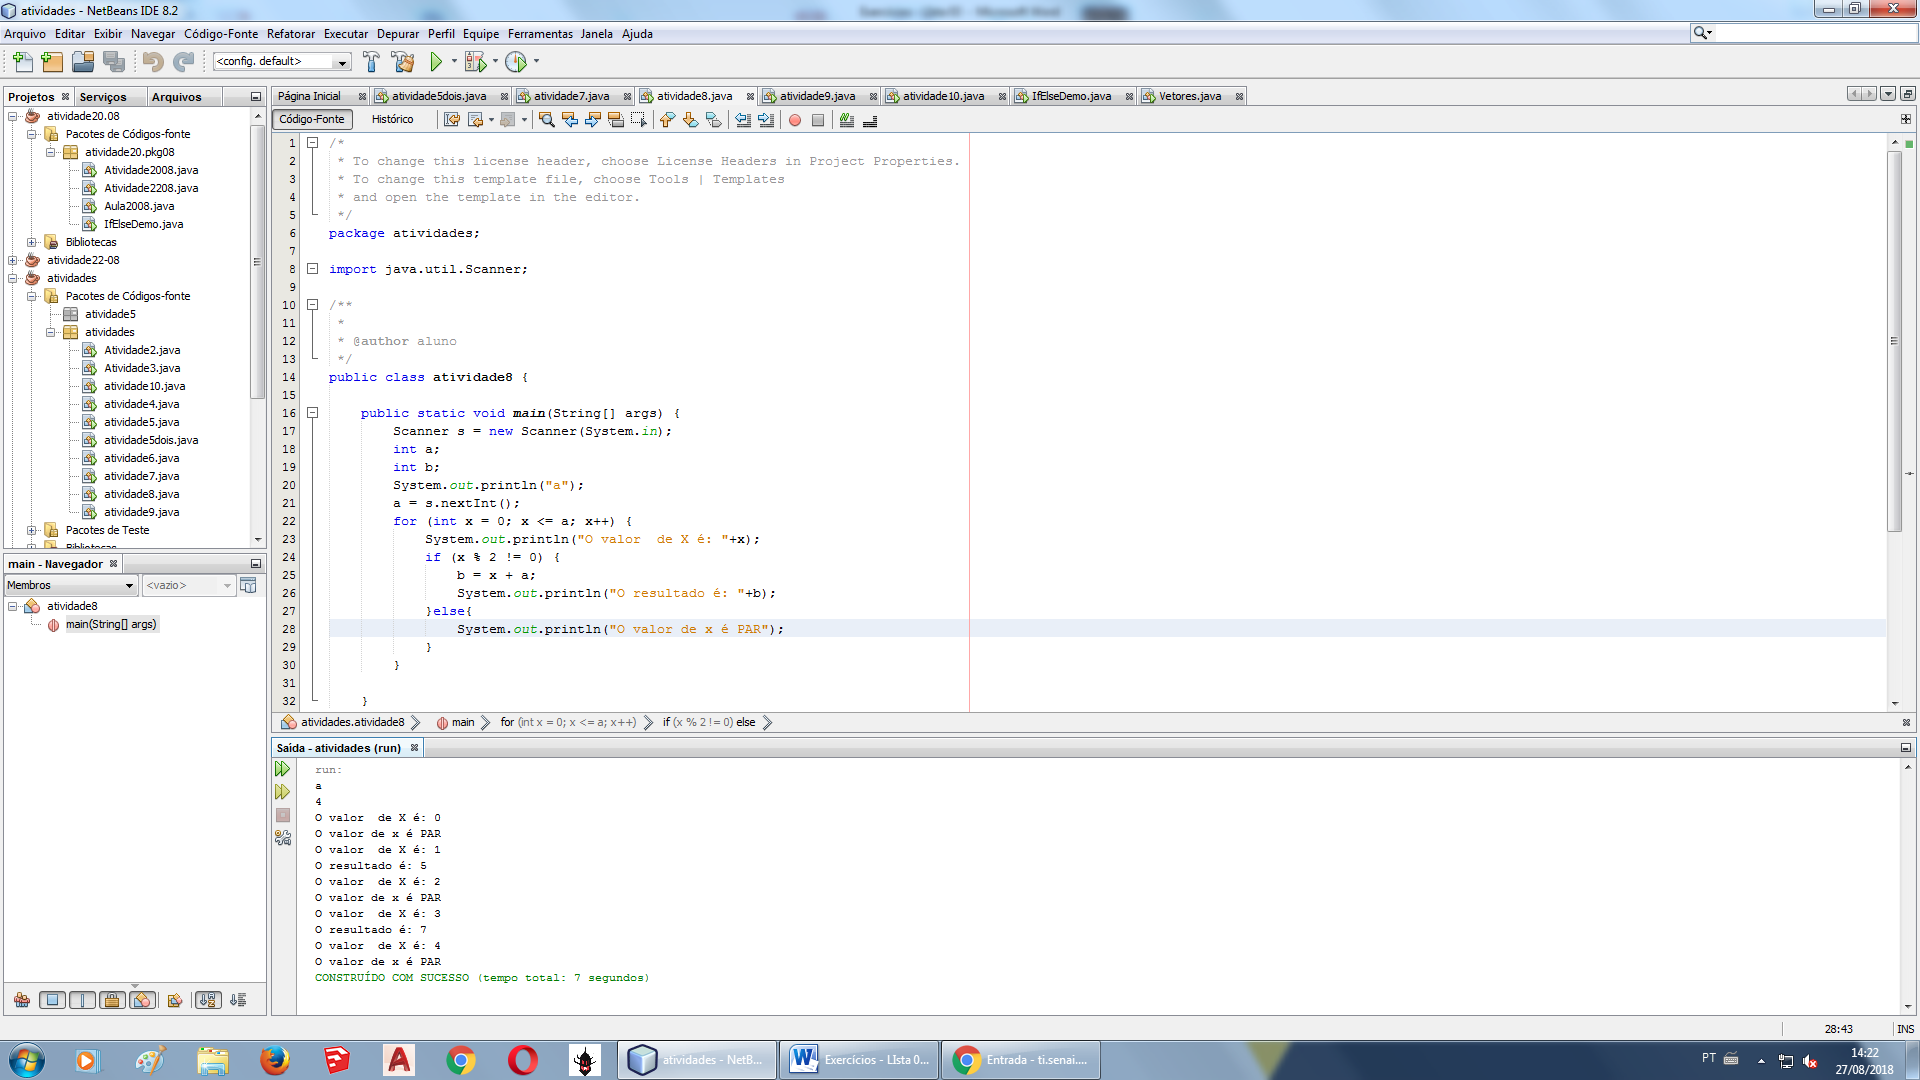 atividades - NetBeans IDE 8.2
Arquivo Editar Exibir Navegar Código-Fonte Refatorar Executar Depurar Perfil Equipe Ferramentas Janela Ajuda
<config. default>
Projetos Serviços Arquivos
atividade20.08
Pacotes de Códigos-fonte
atividade20.pkg08
Atividade2008.java
Atividade2208.java
Aula2008.java
IfElseDemo.java
Bibliotecas
atividade22-08
atividades
Pacotes de Códigos-fonte
atividade5
atividades
Atividade2.java
Atividade3.java
atividade10.java
atividade4.java
atividade5.java
atividade5dois.java
atividade6.java
atividade7.java
atividade8.java
atividade9.java
Pacotes de Teste
Bibliotecas
main - Navegador
Membros <vazio>
atividade8
main(String[] args)
Página Inicial atividade5dois.java atividade7.java atividade8.java atividade9.java atividade10.java IfElseDemo.java Vetores.java
Código-Fonte Histórico
1 /*
2 * To change this license header, choose License Headers in Project Properties.
3 * To change this template file, choose Tools | Templates
4 * and open the template in the editor.
5 */
6 package atividades;
7
8 import java.util.Scanner;
9
10 /**
11 *
12 * @author aluno
13 */
14 public class atividade8 {
15
16 public static void main(String[] args) {
17 Scanner s = new Scanner(System.in);
18 int a;
19 int b;
20 System.out.println("a");
21 a = s.nextInt();
22 for (int x = 0; x <= a; x++) {
23 System.out.println("O valor  de X é: "+x);
24 if (x % 2 != 0) {
25 b = x + a;
26 System.out.println("O resultado é: "+b);
27 }else{
28 System.out.println("O valor de x é PAR");
29 }
30 }
31
32 }
atividades.atividade8 main for (int x = 0; x <= a; x++) if (x % 2 != 0) else
Saída - atividades (run)
run:
a
4
O valor  de X é: 0
O valor de x é PAR
O valor  de X é: 1
O resultado é: 5
O valor  de X é: 2
O valor de x é PAR
O valor  de X é: 3
O resultado é: 7
O valor  de X é: 4
O valor de x é PAR
CONSTRUÍDO COM SUCESSO (tempo total: 7 segundos)
28:43 INS
atividades - NetB... Exercícios - LIsta 0... Entrada - ti.senai....
PT
14:22
27/08/2018